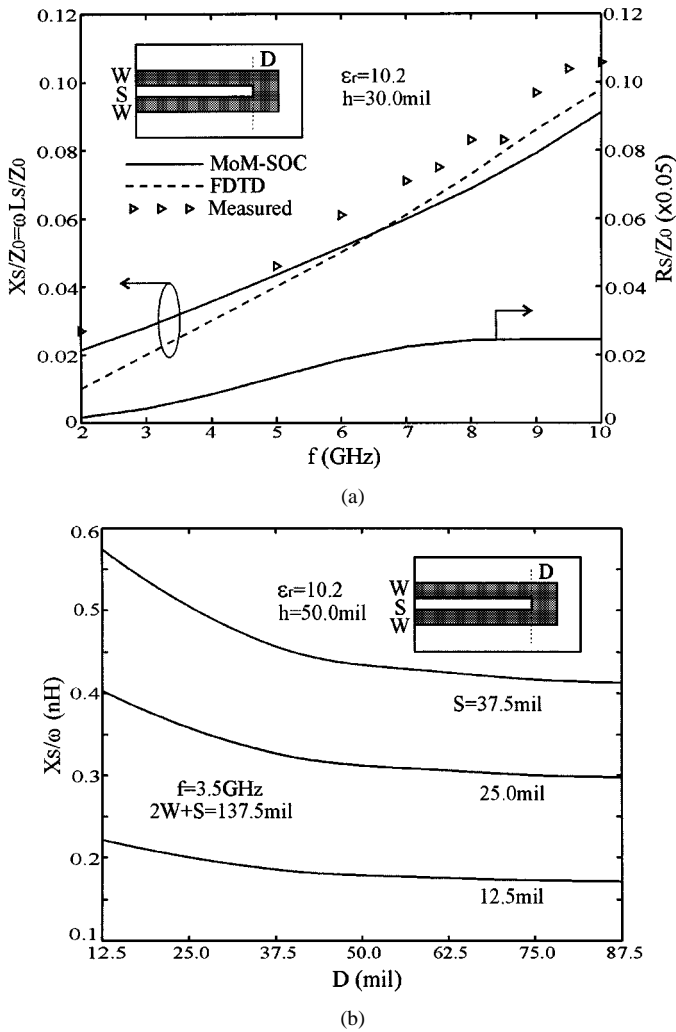 0.12
0.10
0.08
0.06
0.04
0.02
0
Xs/Z0=ωLs/Z0
0.12
0.10
0.08
0.06
0.04
0.02
0
Rs/Z0 (x0.05)
D
W
S
W
εr=10.2
h=30.0mil
MoM-SOC
FDTD
Measured
2 3 4 5 6 7 8 9 10
f (GHz)
(a)
0.6
0.5
0.4
0.3
0.2
0.1
Xs/ω (nH)
εr=10.2
h=50.0mil
D
W
S
W
S=37.5mil
f=3.5GHz
2W+S=137.5mil
25.0mil
12.5mil
12.5 25.0 37.5 50.0 62.5 75.0 87.5
D (mil)
(b)